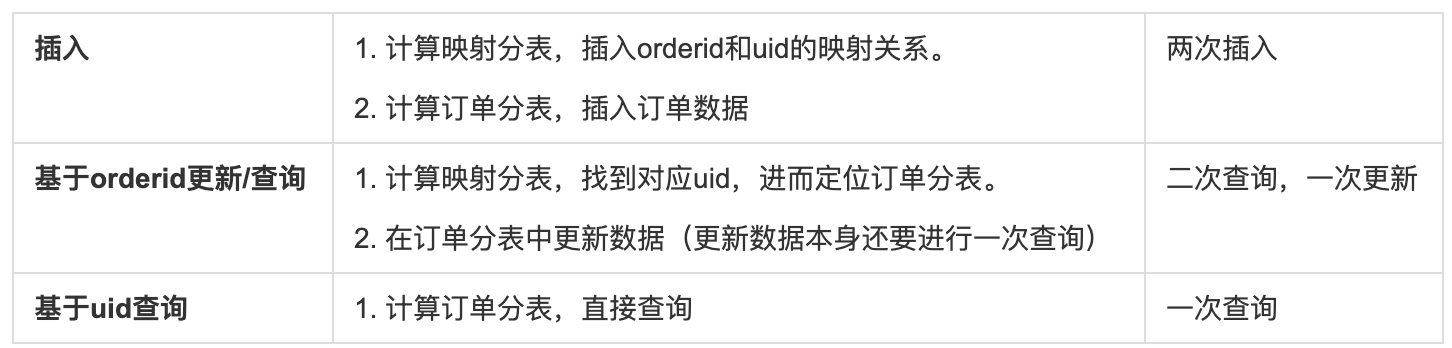 插入
1. 计算映射分表，插入orderid和uid的映射关系。
2. 计算订单分表，插入订单数据
两次插入
基于orderid更新/查询
1. 计算映射分表，找到对应uid，进而定位订单分表。
2. 在订单分表中更新数据（更新数据本身还要进行一次查询）
二次查询，一次更新
基于uid查询
1. 计算订单分表，直接查询
一次查询